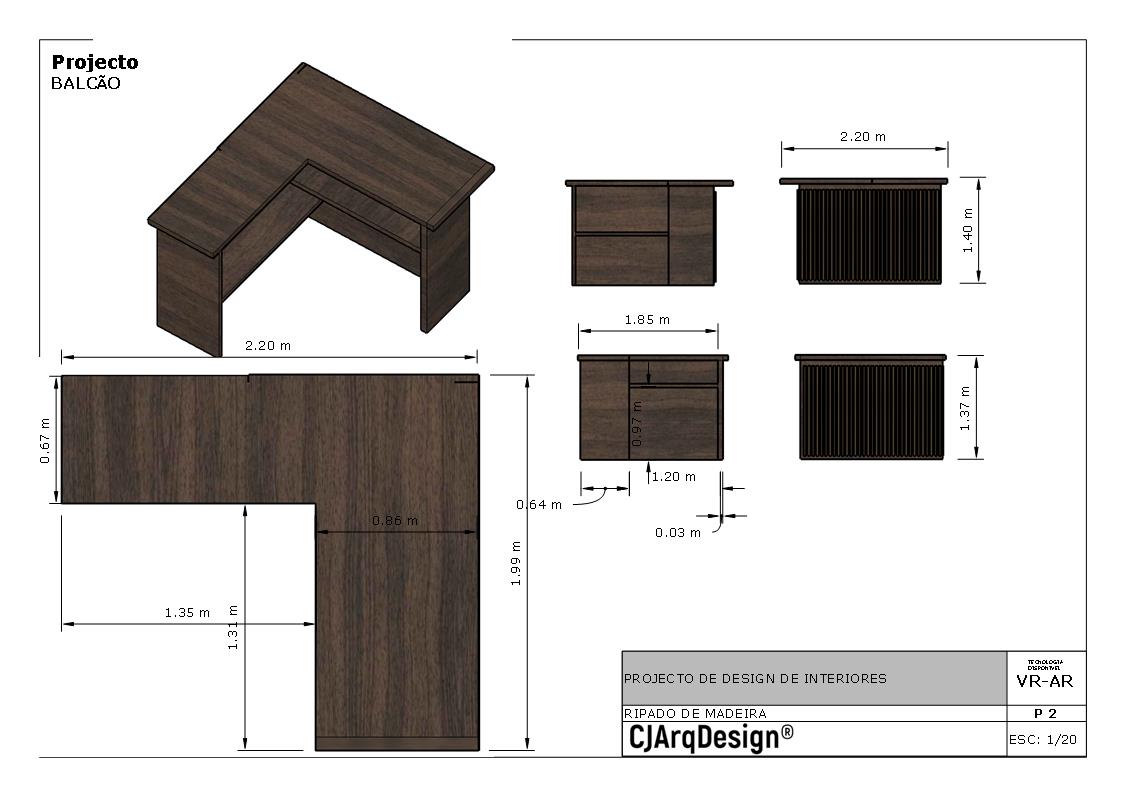 Projecto
BALCÃO
2.20 m
1.40 m
1.85 m
2.20 m
0.67 m
0.97 m
1.37 m
1.20 m
0.64 m
0.86 m
0.03 m
1.99 m
1.35 m
1.31 m
TECNOLOGIA
DISPONÍVEL
PROJECTO DE DESIGN DE INTERIORES
VR-AR
RIPADO DE MADEIRA
P 2
CJArqDesign®
ESC: 1/20